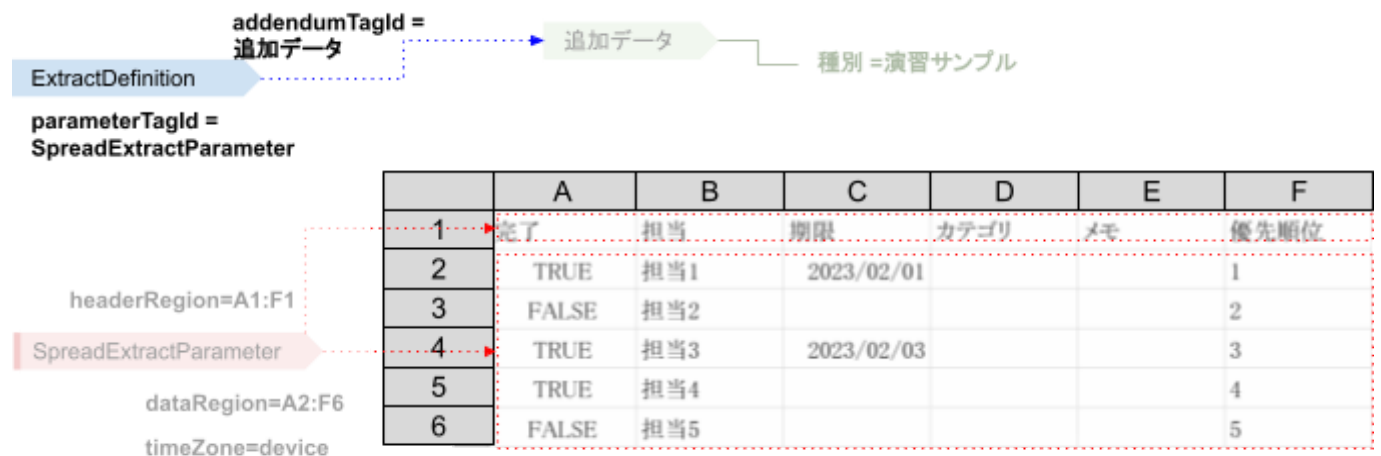 addendumTagId =
追加データ
追加データ
種別 =演習サンプル
ExtractDefinition
parameterTagId =
SpreadExtractParameter
A B C D E F
1 完了 担当 期限 カテゴリ メモ 優先順位
2 TRUE 担当1 2023/02/01 1
3 FALSE 担当2 2
4 TRUE 担当3 2023/02/03 3
5 TRUE 担当4 4
6 FALSE 担当5 5
headerRegion=A1:F1
SpreadExtractParameter
dataRegion=A2:F6
timeZone=device